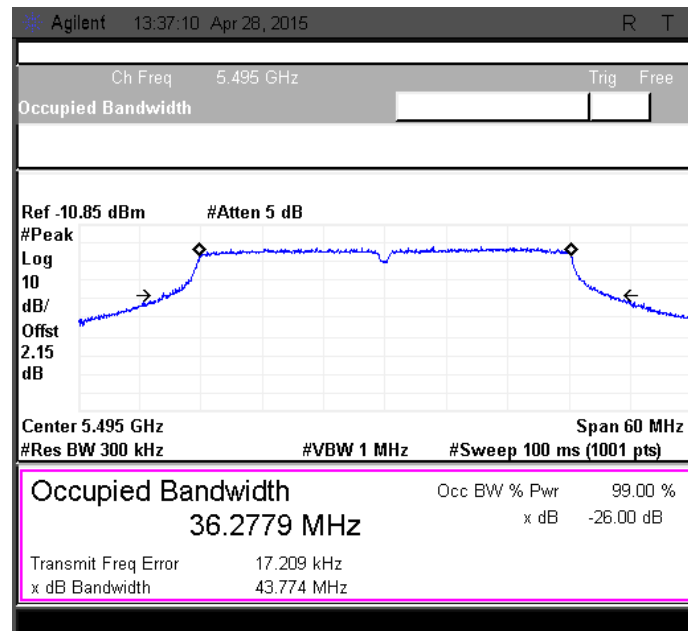 Agilent 13:37:10 Apr 28, 2015 R T
Ch Freq 5.495 GHz Trig Free
Occupied Bandwidth
Ref -10.85 dBm #Atten 5 dB
#Peak
Log
10
dB/
Offst
2.15
dB
Center 5.495 GHz Span 60 MHz
#Res BW 300 kHz #VBW 1 MHz #Sweep 100 ms (1001 pts)
Occupied Bandwidth Occ BW % Pwr 99.00 %
36.2779 MHz x dB -26.00 dB
Transmit Freq Error 17.209 kHz
x dB Bandwidth 43.774 MHz